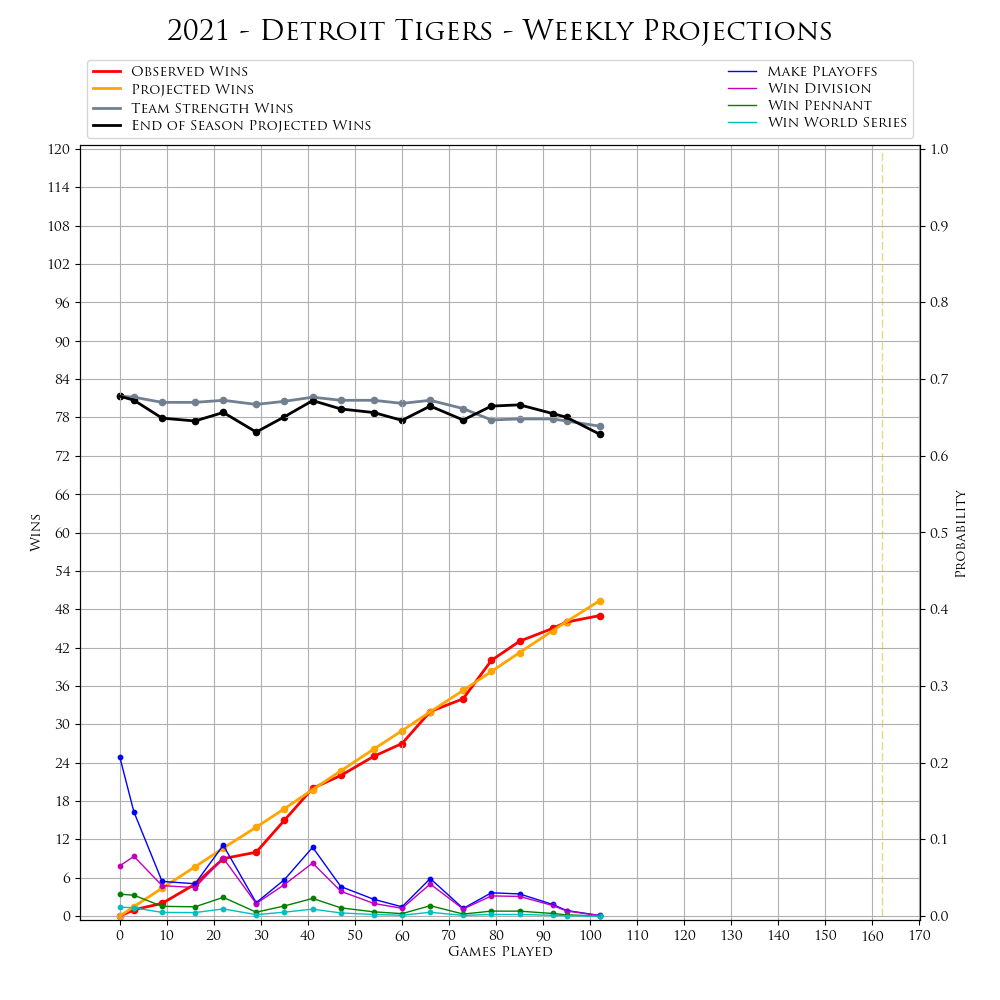 2021 - Detroit Tigers - Weekly Projections
Observed Wins
Projected Wins
Team Strength Wins
End of Season Projected Wins
Make Playoffs
Win Division
Win Pennant
Win World Series
120
114
108
102
96
90
84
78
72
66
60
54
48
42
36
30
24
18
12
6
0
Wins
1.0
0.9
0.8
0.7
0.6
0.5
0.4
0.3
0.2
0.1
0.0
Probability
0 10 20 30 40 50 60 70 80 90 100 110 120 130 140 150 160 170
Games Played